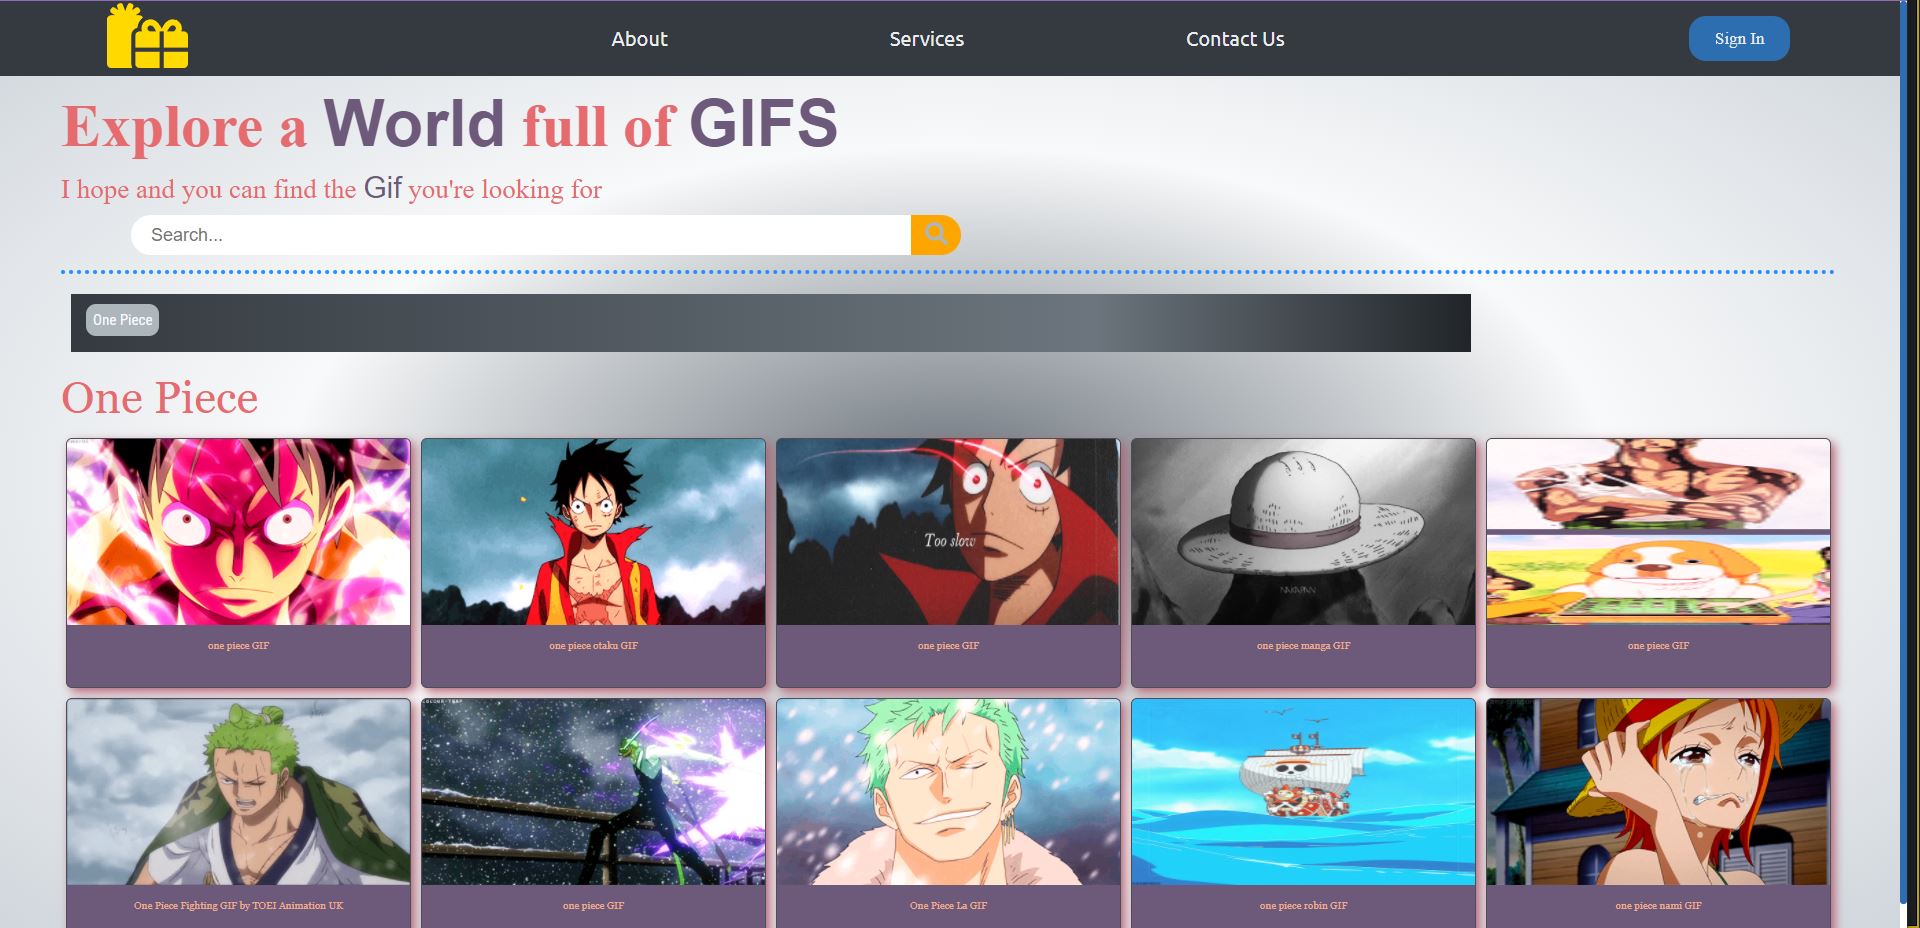 About Services Contact Us Sign In
Explore a World full of GIFS
I hope and you can find the Gif you're looking for
Search...
One Piece
One Piece
Too slow
one piece GIF
one piece otaku GIF
one piece GIF
one piece manga GIF
one piece GIF
One Piece Fighting GIF by TOEI Animation UK
one piece GIF
One Piece La GIF
one piece robin GIF
one piece nami GIF